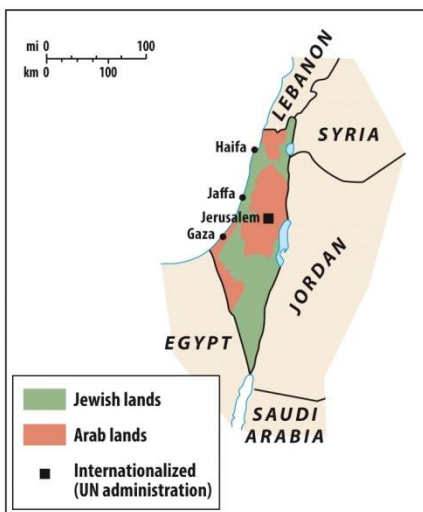 mi 0 100
km 0 100
LEBANON
SYRIA
Haifa
Jaffa
Jerusalem
Gaza
JORDAN
EGYPT
SAUDI
ARABIA
Jewish lands
Arab lands
Internationalized
(UN administration)